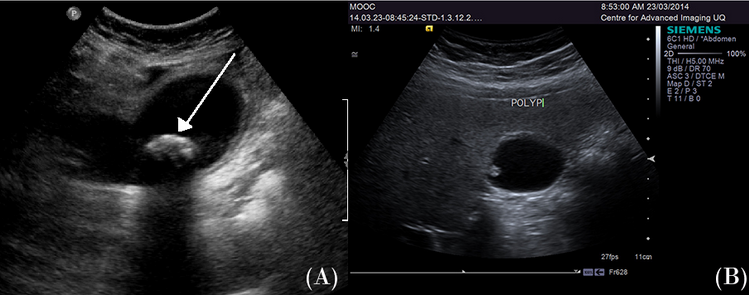 P
(A)
MOOC
14.03.23-08:45:24-STD-1.3.12.2....
MI: 1.4
8:53:00 AM 23/03/2014
Centre for Advanced Imaging UQ
SIEMENS
6C1 HD / *Abdomen
General
2D 100%
THI / H5.00 MHz
9 dB / DR 70
ASC 3 / DTCE M
Map D / ST 2
E 2 / P 3
T 11 / B 0
POLYP
27fps 11cm
Fr628
(B)